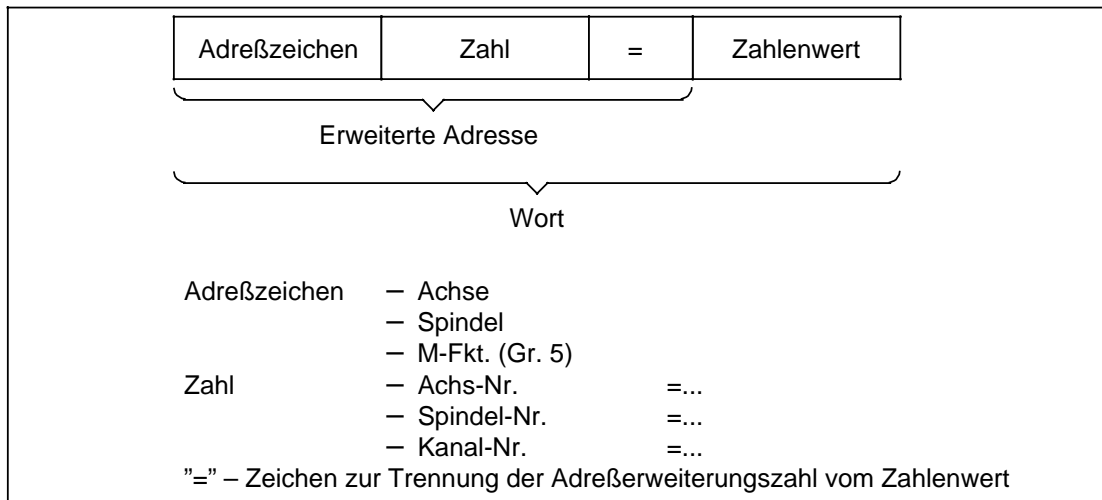 Adreßzeichen Zahl = Zahlenwert
Erweiterte Adresse
Wort
Adreßzeichen – Achse
– Spindel
– M-Fkt. (Gr. 5)
Zahl – Achs-Nr. =...
– Spindel-Nr. =...
– Kanal-Nr. =...
”=” – Zeichen zur Trennung der Adreßerweiterungszahl vom Zahlenwert